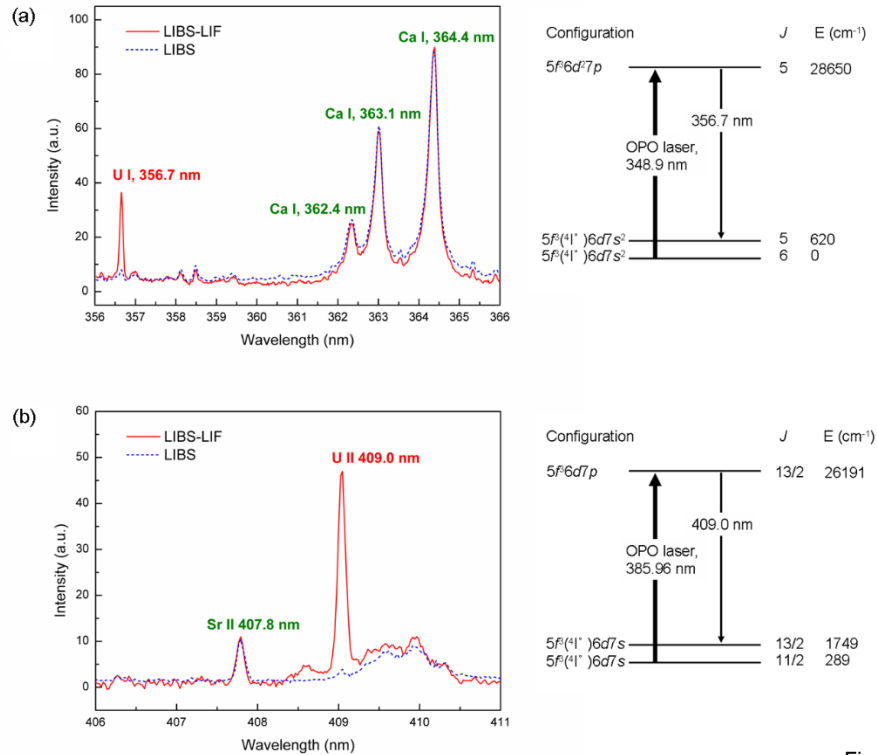 (a)
LIBS-LIF
LIBS
Ca I, 364.4 nm
Ca I, 363.1 nm
U I, 356.7 nm
Ca I, 362.4 nm
100
80
60
40
20
0
Intensity (a.u.)
356 357 358 359 360 361 362 363 364 365 366
Wavelength (nm)
Configuration J E (cm⁻¹)
5f³6d²7p 5 28650
356.7 nm
OPO laser,
348.9 nm
5f³(⁴I°)6d7s² 5 620
5f³(⁴I°)6d7s² 6 0
(b)
LIBS-LIF
LIBS
U II 409.0 nm
Sr II 407.8 nm
60
50
40
30
20
10
0
Intensity (a.u.)
406 407 408 409 410 411
Wavelength (nm)
Configuration J E (cm⁻¹)
5f³6d7p 13/2 26191
409.0 nm
OPO laser,
385.96 nm
5f³(⁴I°)6d7s 13/2 1749
5f³(⁴I°)6d7s 11/2 289